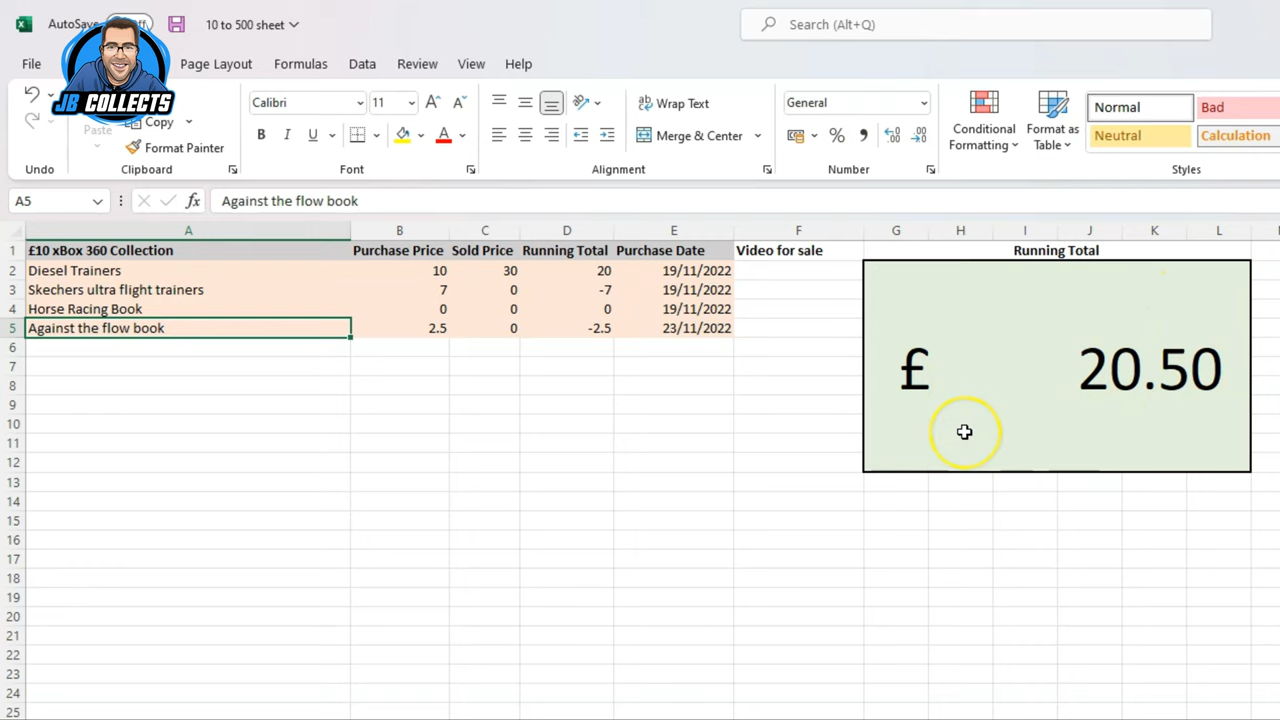 AutoSave Off 10 to 500 sheet Search (Alt+Q)
File Page Layout Formulas Data Review View Help
JB COLLECTS
Paste Copy Format Painter
Calibri 11
Wrap Text
Merge & Center
General
Conditional Formatting
Format as Table
Normal Bad
Neutral Calculation
Undo Clipboard Font Alignment Number Styles
A5 fx Against the flow book
A B C D E F G H I J K L
1 £10 xBox 360 Collection Purchase Price Sold Price Running Total Purchase Date Video for sale Running Total
2 Diesel Trainers 10 30 20 19/11/2022
3 Skechers ultra flight trainers 7 0 -7 19/11/2022
4 Horse Racing Book 0 0 0 19/11/2022
5 Against the flow book 2.5 0 -2.5 23/11/2022
6
7
£ 20.50
8
9
10
11
12
13
14
15
16
17
18
19
20
21
22
23
24
25